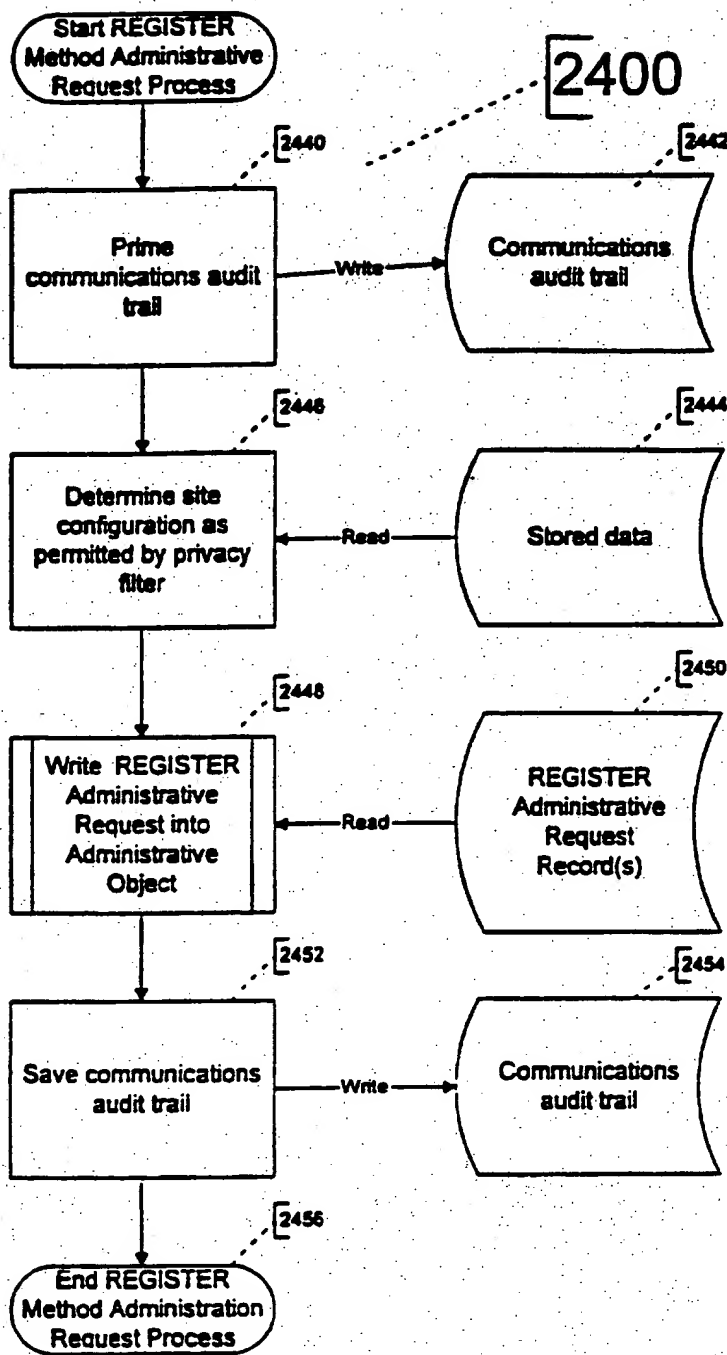 Start REGISTER
Method Administrative
Request Process
2400
2440
2442
Prime
communications audit
trail
Write
Communications
audit trail
2446
2444
Determine site
configuration as
permitted by privacy
filter
Read
Stored data
2448
2450
Write REGISTER
Administrative
Request into
Administrative
Object
Read
REGISTER
Administrative
Request
Record(s)
2452
2454
Save communications
audit trail
Write
Communications
audit trail
2456
End REGISTER
Method Administration
Request Process